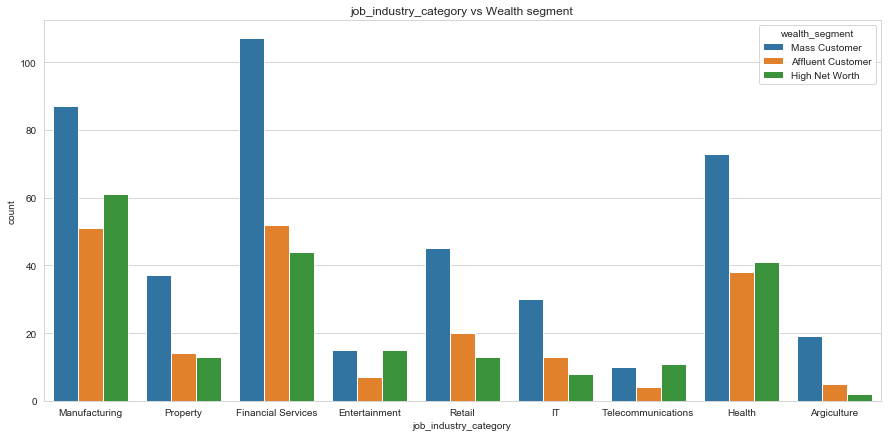 job_industry_category vs Wealth segment
wealth_segment
Mass Customer
Affluent Customer
High Net Worth
count
100
80
60
40
20
0
Manufacturing Property Financial Services Entertainment Retail IT Telecommunications Health Argiculture
job_industry_category